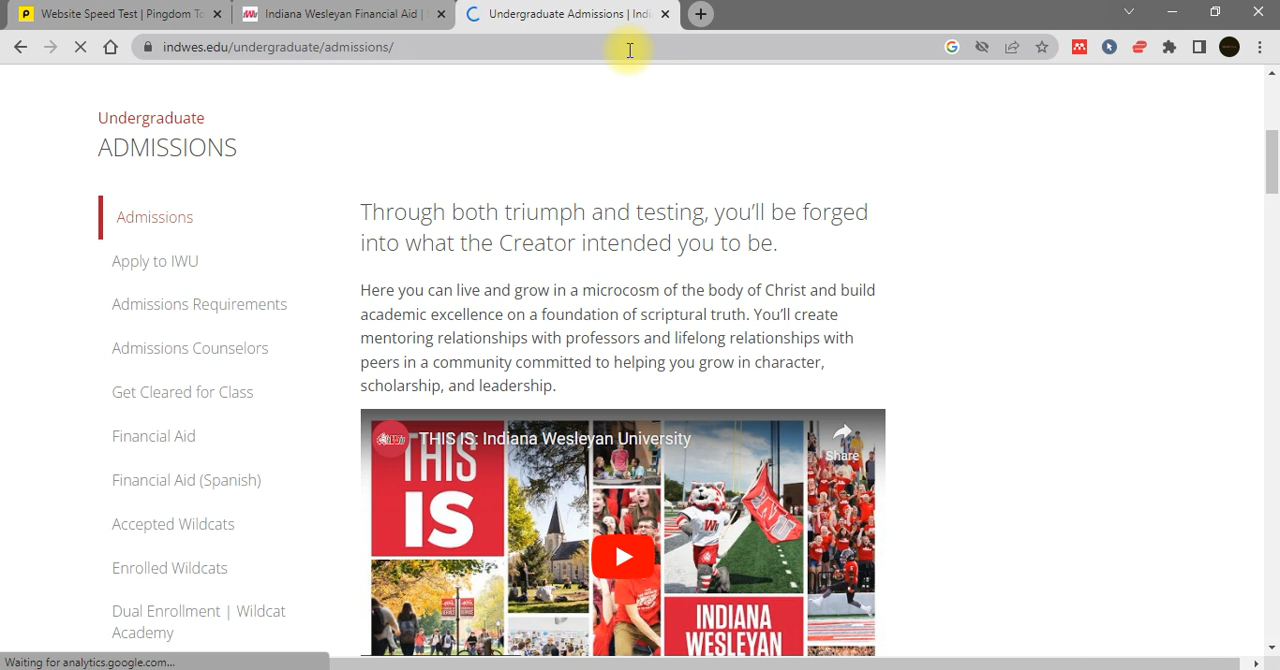 Website Speed Test | Pingdom To
Indiana Wesleyan Financial Aid |
Undergraduate Admissions | Indi
indwes.edu/undergraduate/admissions/
Undergraduate
ADMISSIONS
Admissions
Apply to IWU
Admissions Requirements
Admissions Counselors
Get Cleared for Class
Financial Aid
Financial Aid (Spanish)
Accepted Wildcats
Enrolled Wildcats
Dual Enrollment | Wildcat
Academy
Through both triumph and testing, you'll be forged
into what the Creator intended you to be.
Here you can live and grow in a microcosm of the body of Christ and build
academic excellence on a foundation of scriptural truth. You'll create
mentoring relationships with professors and lifelong relationships with
peers in a community committed to helping you grow in character,
scholarship, and leadership.
THIS IS: Indiana Wesleyan University
Share
THIS
IS
INDIANA
WESLEYAN
Waiting for analytics.google.com...